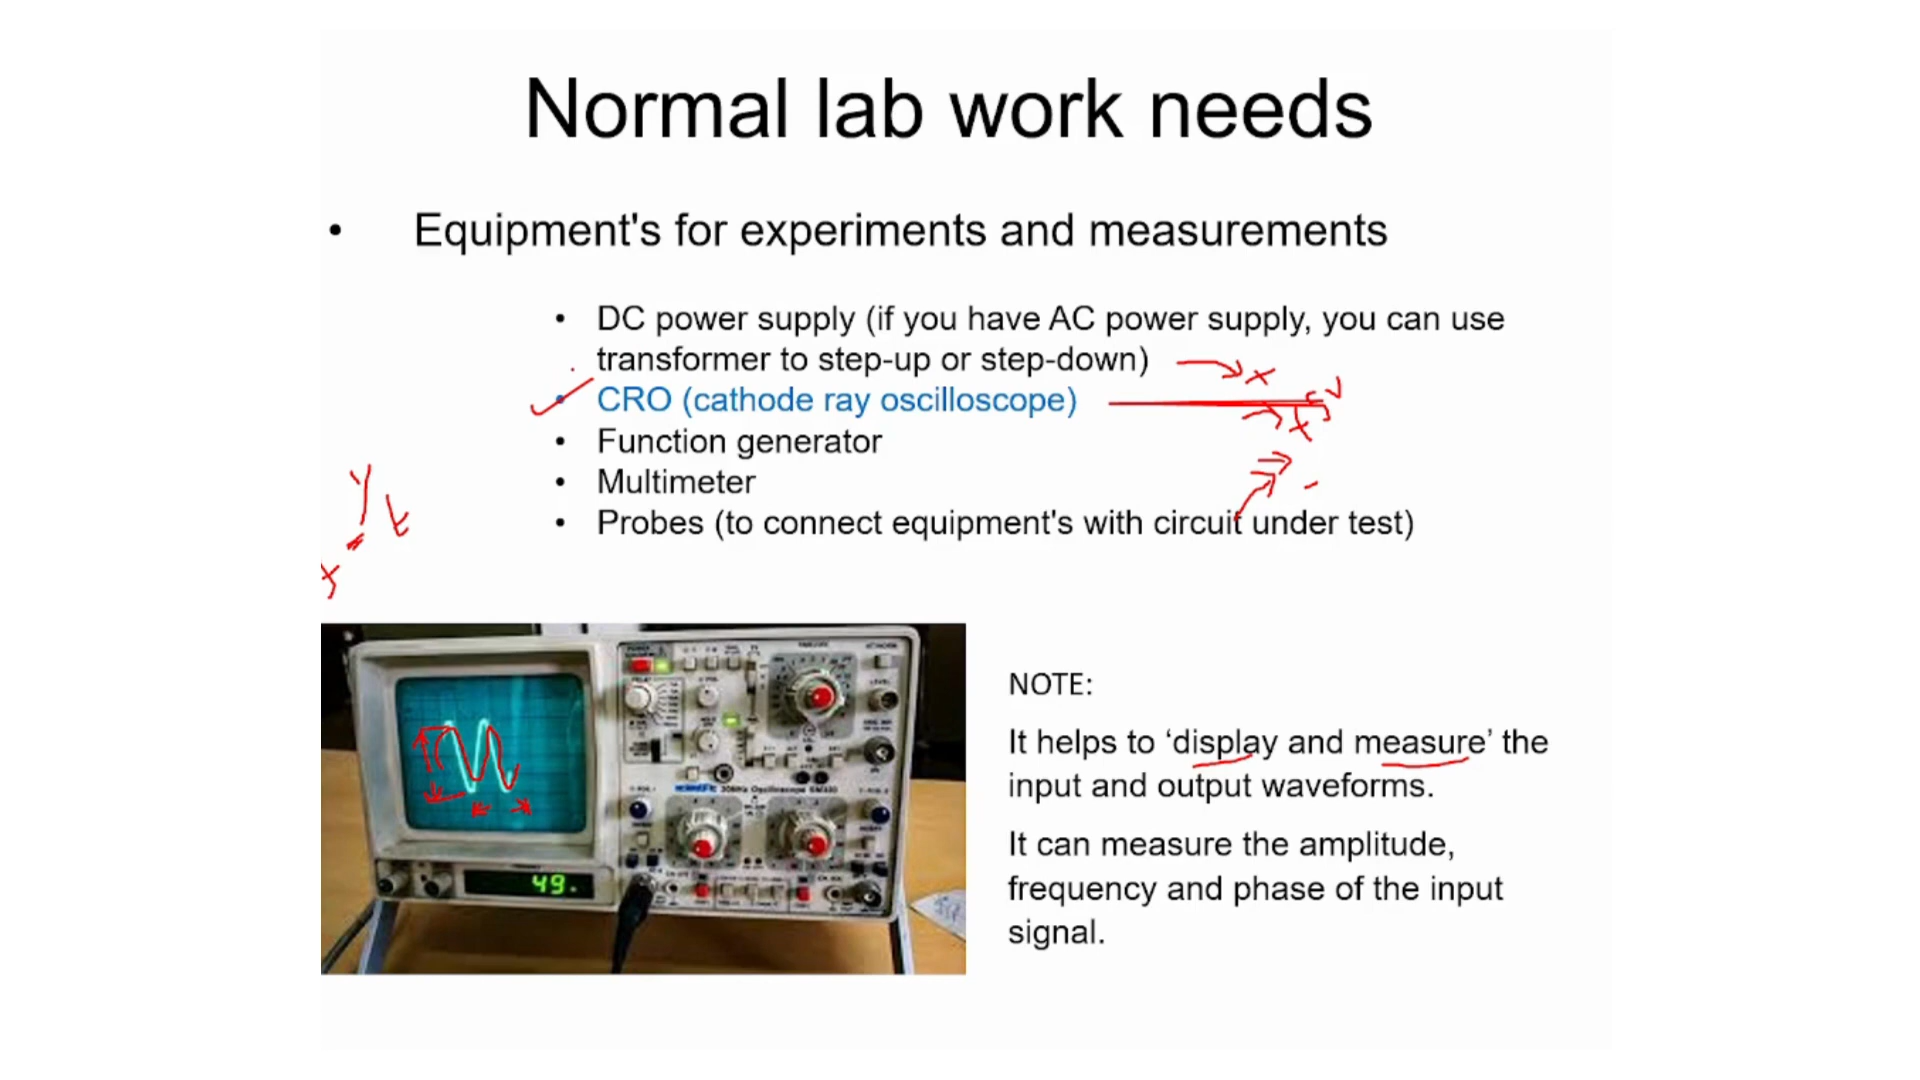 Normal lab work needs
• Equipment's for experiments and measurements
• DC power supply (if you have AC power supply, you can use
transformer to step-up or step-down)
• CRO (cathode ray oscilloscope)
• Function generator
• Multimeter
• Probes (to connect equipment's with circuit under test)
x
y
t
x
NOTE:
It helps to ‘display and measure’ the
input and output waveforms.
It can measure the amplitude,
frequency and phase of the input
signal.
49.